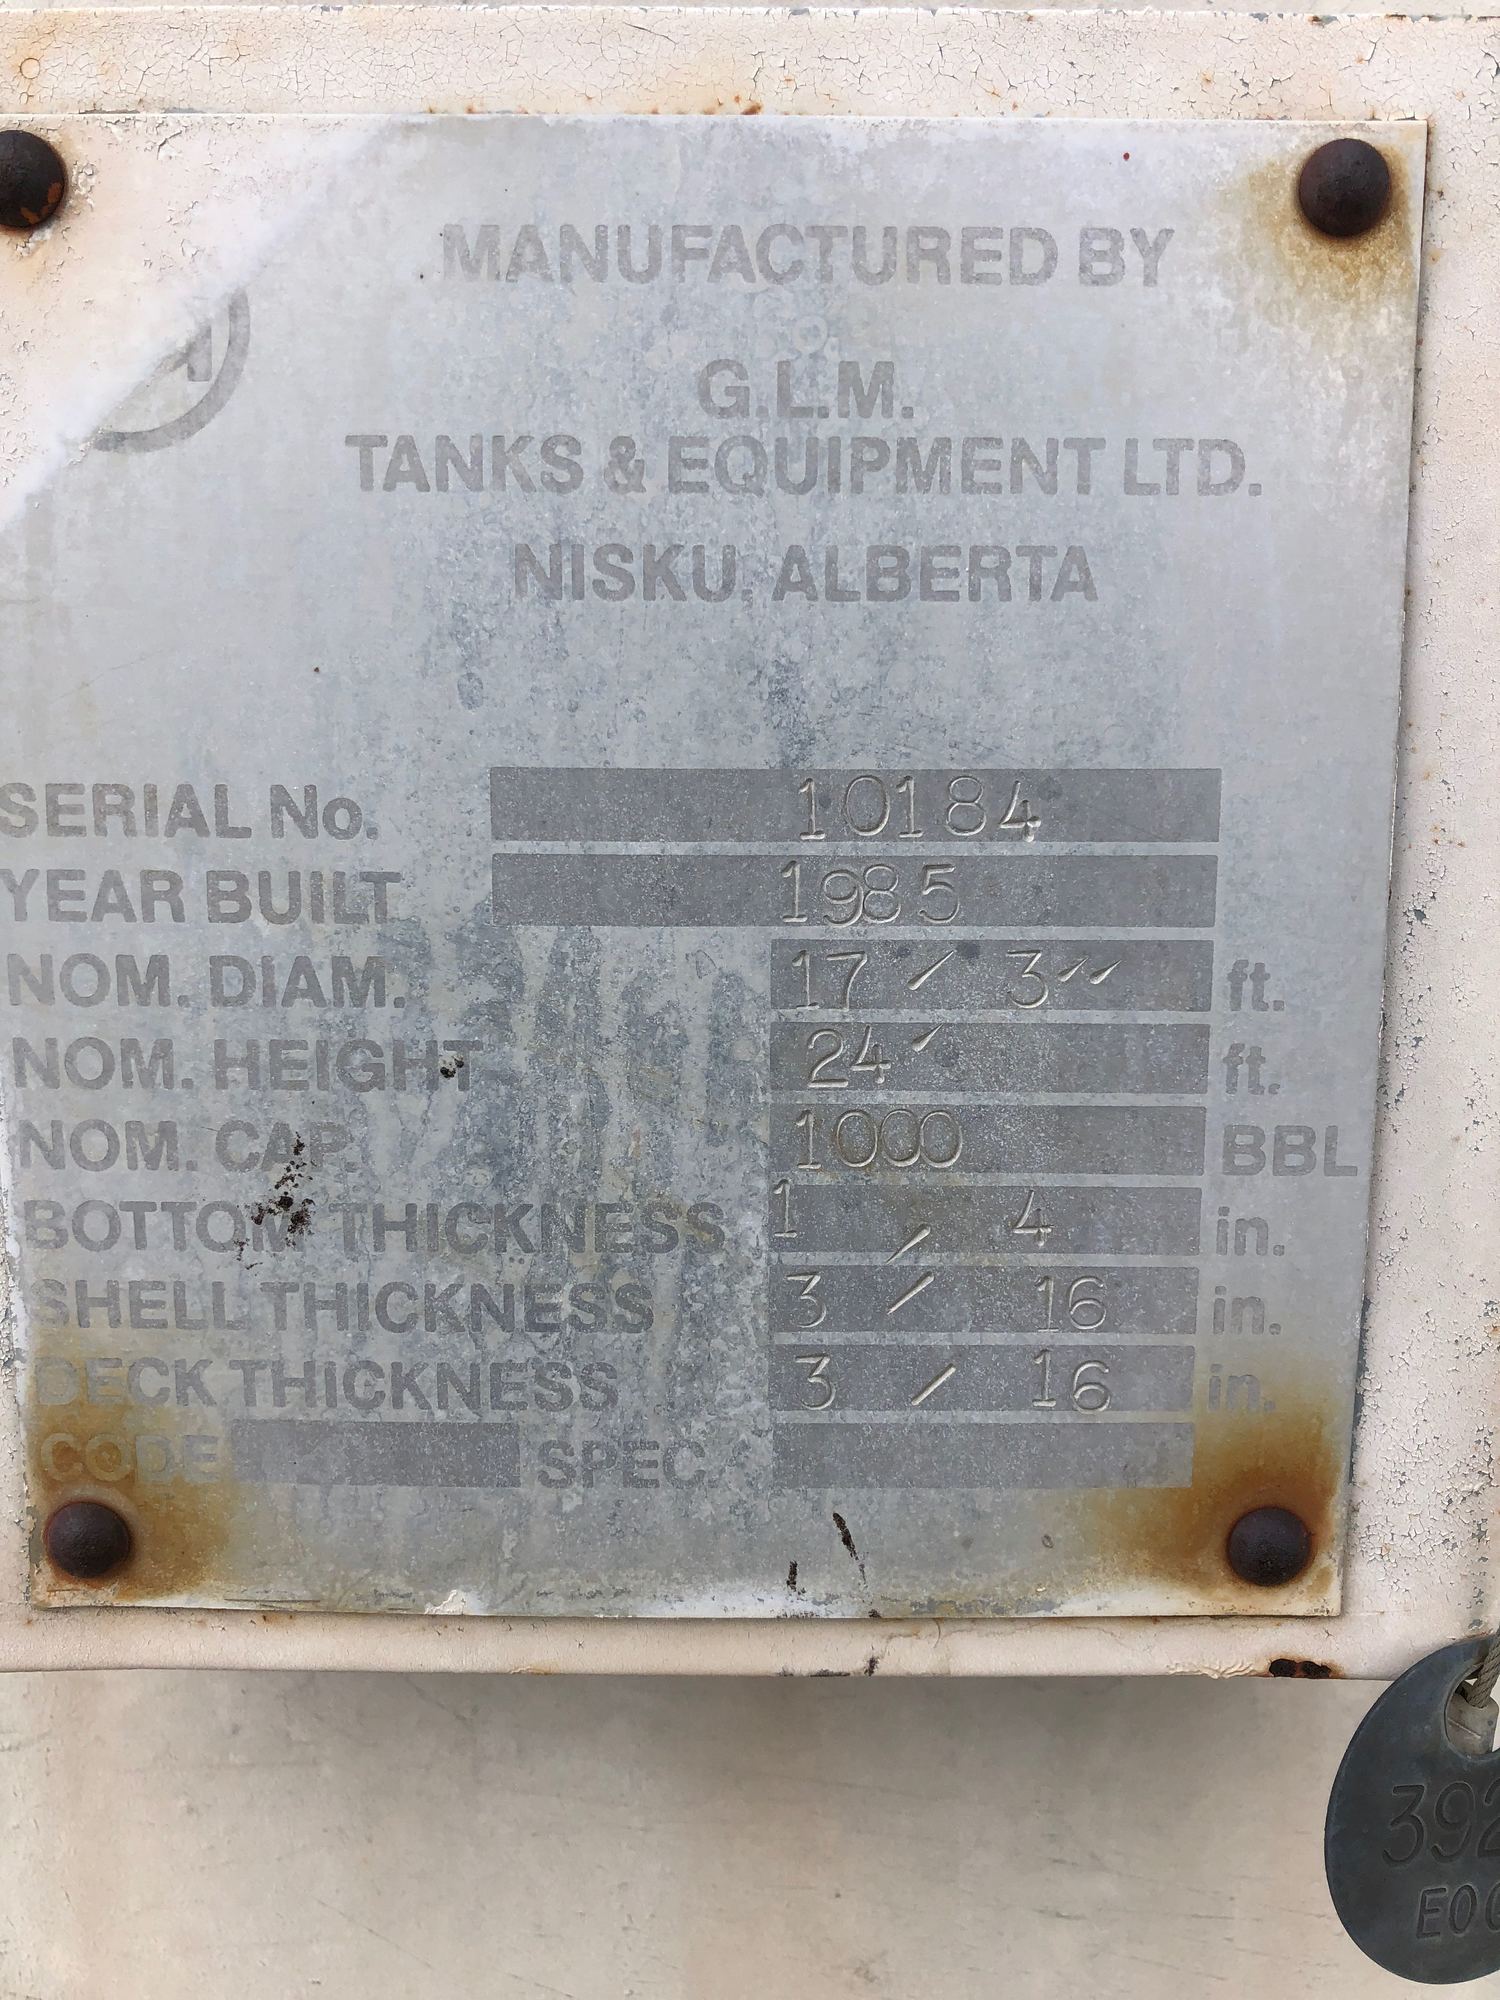 MANUFACTURED BY
G.L.M.
TANKS & EQUIPMENT LTD.
NISKU, ALBERTA
SERIAL No. 10184
YEAR BUILT 1985
NOM. DIAM. 17 ' 3'' ft.
NOM. HEIGHT 24' ft.
NOM. CAP. 1000 BBL
BOTTOM THICKNESS 1 / 4 in.
SHELL THICKNESS 3 / 16 in.
DECK THICKNESS 3 / 16 in.
CODE SPEC.
392
EO